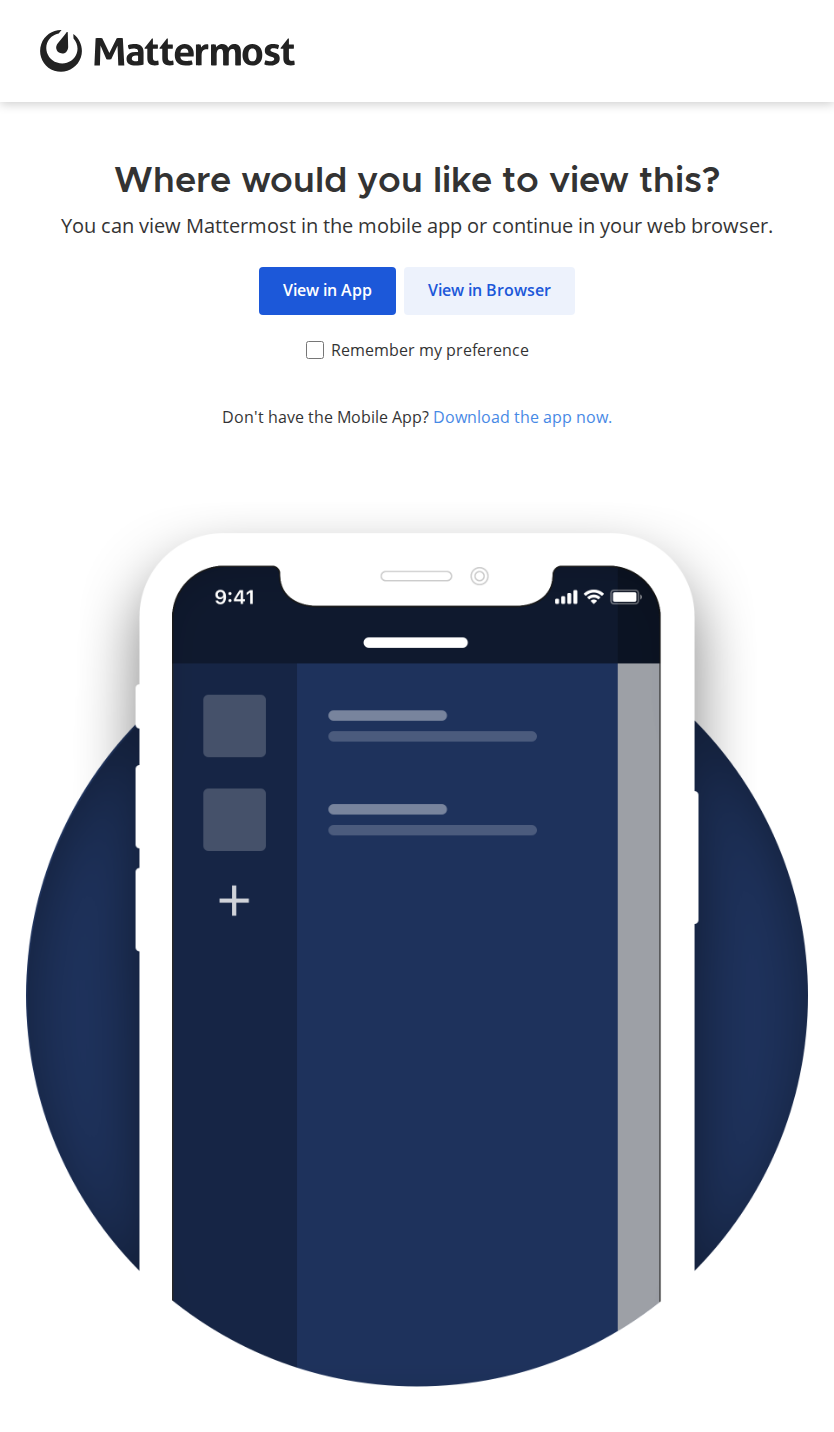 Mattermost
Where would you like to view this?
You can view Mattermost in the mobile app or continue in your web browser.
View in App
View in Browser
Remember my preference
Don't have the Mobile App? Download the app now.
9:41